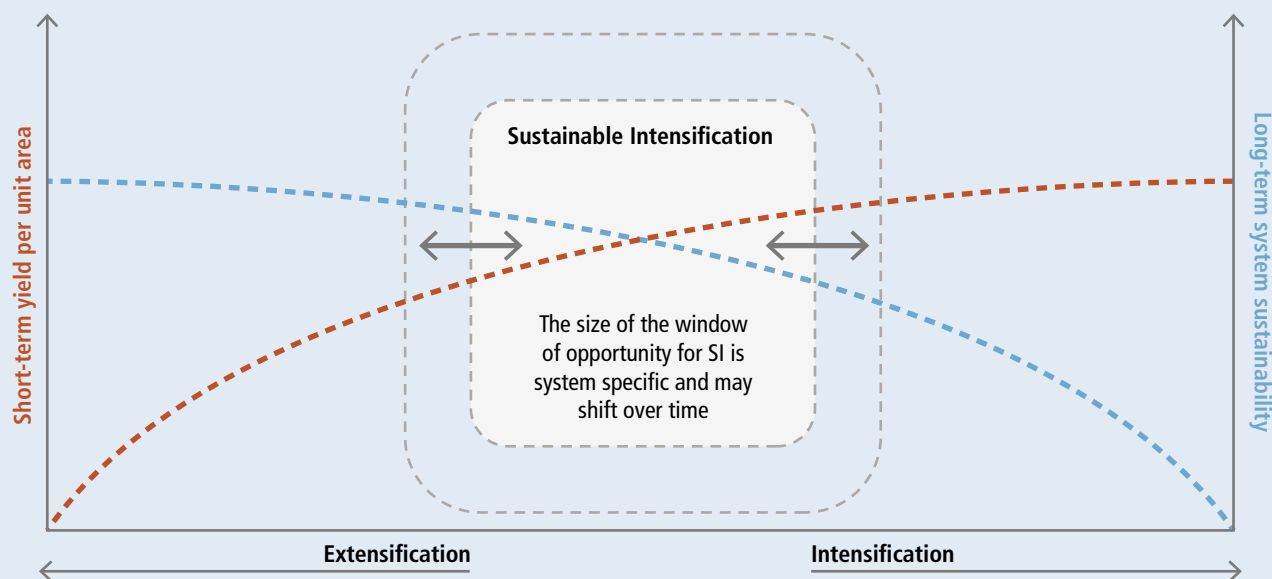 Short-term yield per unit area
Sustainable Intensification
The size of the window
of opportunity for SI is
system specific and may
shift over time
Long-term system sustainability
Extensification
Intensification